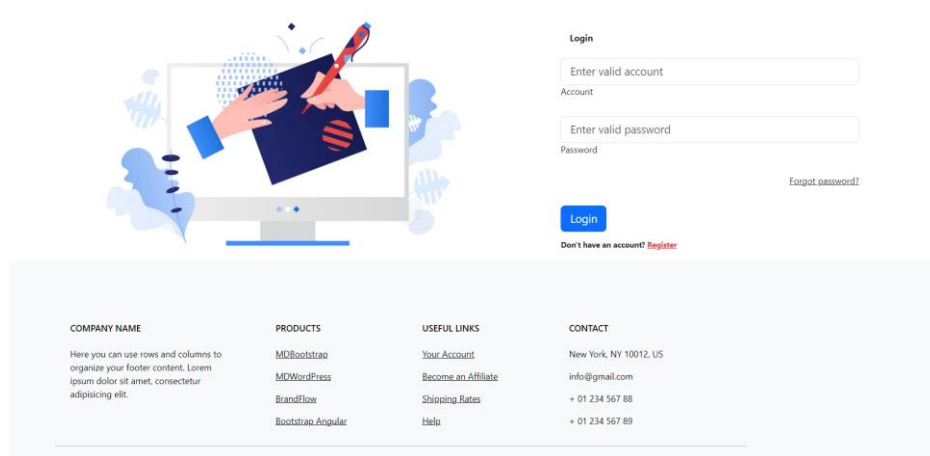 Login
Enter valid account
Account
Enter valid password
Password
Forgot password?
Login
Don't have an account? Register
COMPANY NAME
Here you can use rows and columns to
organize your footer content. Lorem
ipsum dolor sit amet, consectetur
adipisicing elit.
PRODUCTS
MDBootstrap
MDWordPress
BrandFlow
Bootstrap Angular
USEFUL LINKS
Your Account
Become an Affiliate
Shipping Rates
Help
CONTACT
New York, NY 10012, US
info@gmail.com
+ 01 234 567 88
+ 01 234 567 89